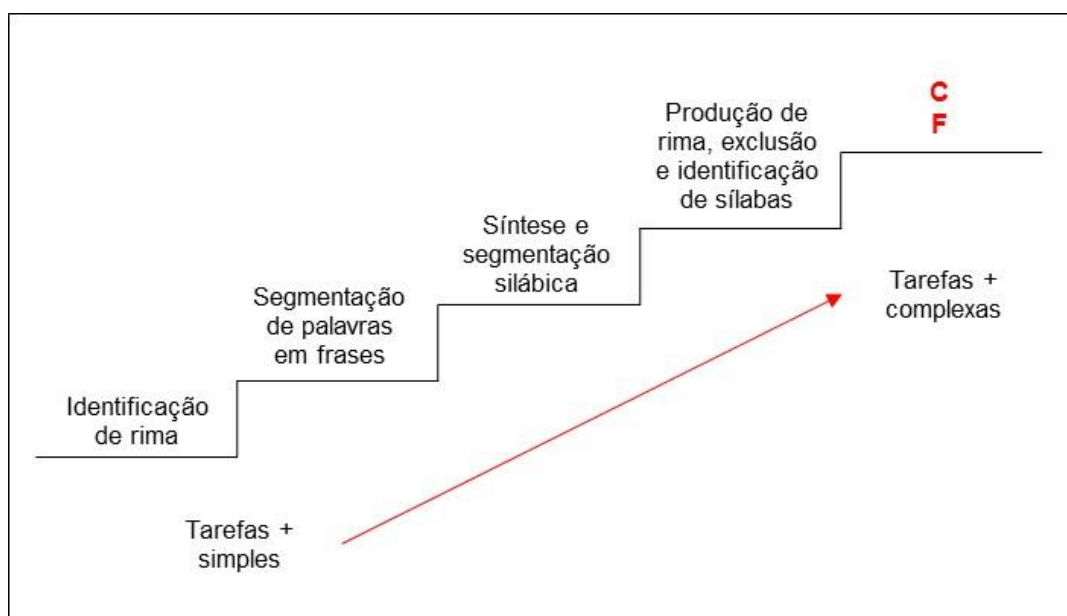 Identificação
de rima
Segmentação
de palavras
em frases
Síntese e
segmentação
silábica
Produção de
rima, exclusão
e identificação
de sílabas
C
F
Tarefas +
simples
Tarefas +
complexas